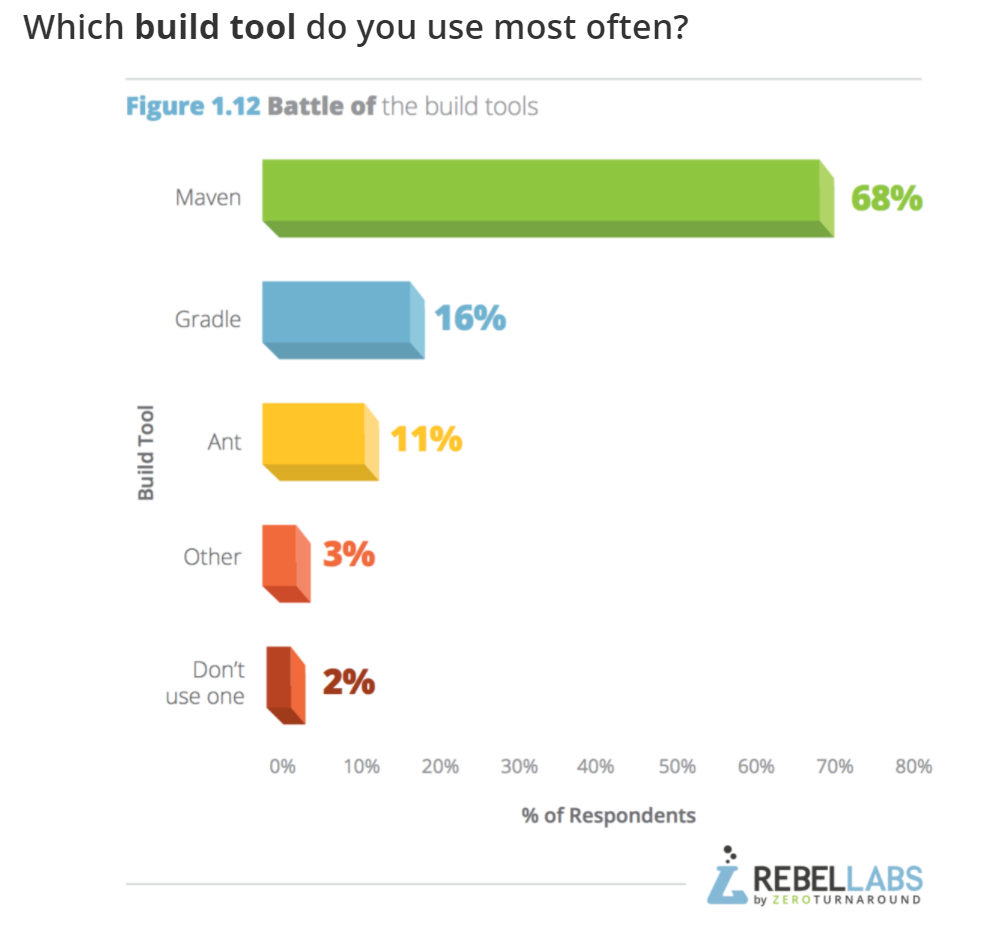 Which build tool do you use most often?
Figure 1.12 Battle of the build tools
Maven
68%
Gradle
16%
Build Tool
Ant
11%
Other
3%
Don't
use one
2%
0% 10% 20% 30% 40% 50% 60% 70% 80%
% of Respondents
REBELLABS
by ZEROTURNAROUND